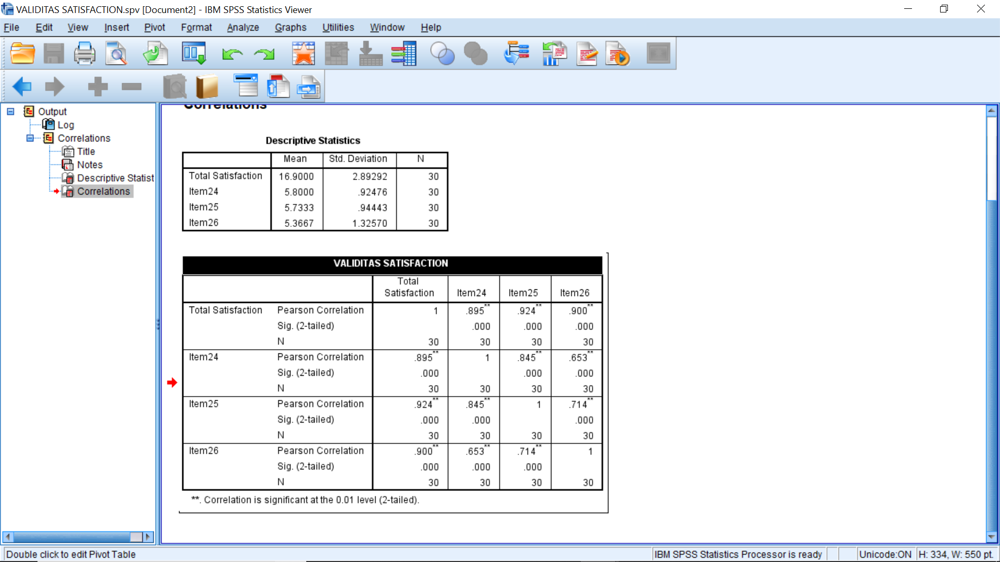 VALIDITAS SATISFACTION.spv [Document2] - IBM SPSS Statistics Viewer
File Edit View Insert Pivot Format Analyze Graphs Utilities Window Help
Output
Log
Correlations
Title
Notes
Descriptive Statist
Correlations
Correlations
Descriptive Statistics
Mean Std. Deviation N
Total Satisfaction 16.9000 2.89292 30
Item24 5.8000 .92476 30
Item25 5.7333 .94443 30
Item26 5.3667 1.32570 30
VALIDITAS SATISFACTION
Total
Satisfaction Item24 Item25 Item26
Total Satisfaction Pearson Correlation 1 .895** .924** .900**
Sig. (2-tailed) .000 .000 .000
N 30 30 30 30
Item24 Pearson Correlation .895** 1 .845** .653**
Sig. (2-tailed) .000 .000 .000
N 30 30 30 30
Item25 Pearson Correlation .924** .845** 1 .714**
Sig. (2-tailed) .000 .000 .000
N 30 30 30 30
Item26 Pearson Correlation .900** .653** .714** 1
Sig. (2-tailed) .000 .000 .000
N 30 30 30 30
**. Correlation is significant at the 0.01 level (2-tailed).
Double click to edit Pivot Table IBM SPSS Statistics Processor is ready Unicode:ON H: 334, W: 550 pt.